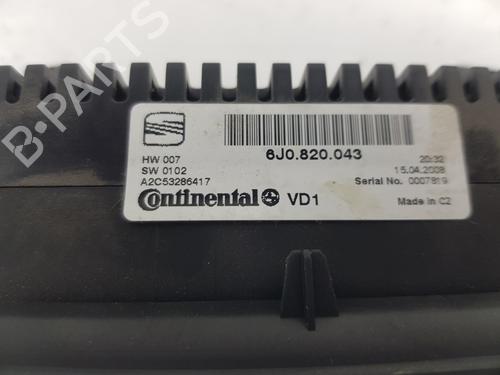 B-PARTS
HW 007
SW 0102
A2C53286417
6J0.820.043
20:32
15.04.2008
Serial No. 0007819
Continental VD1
Made in CZ